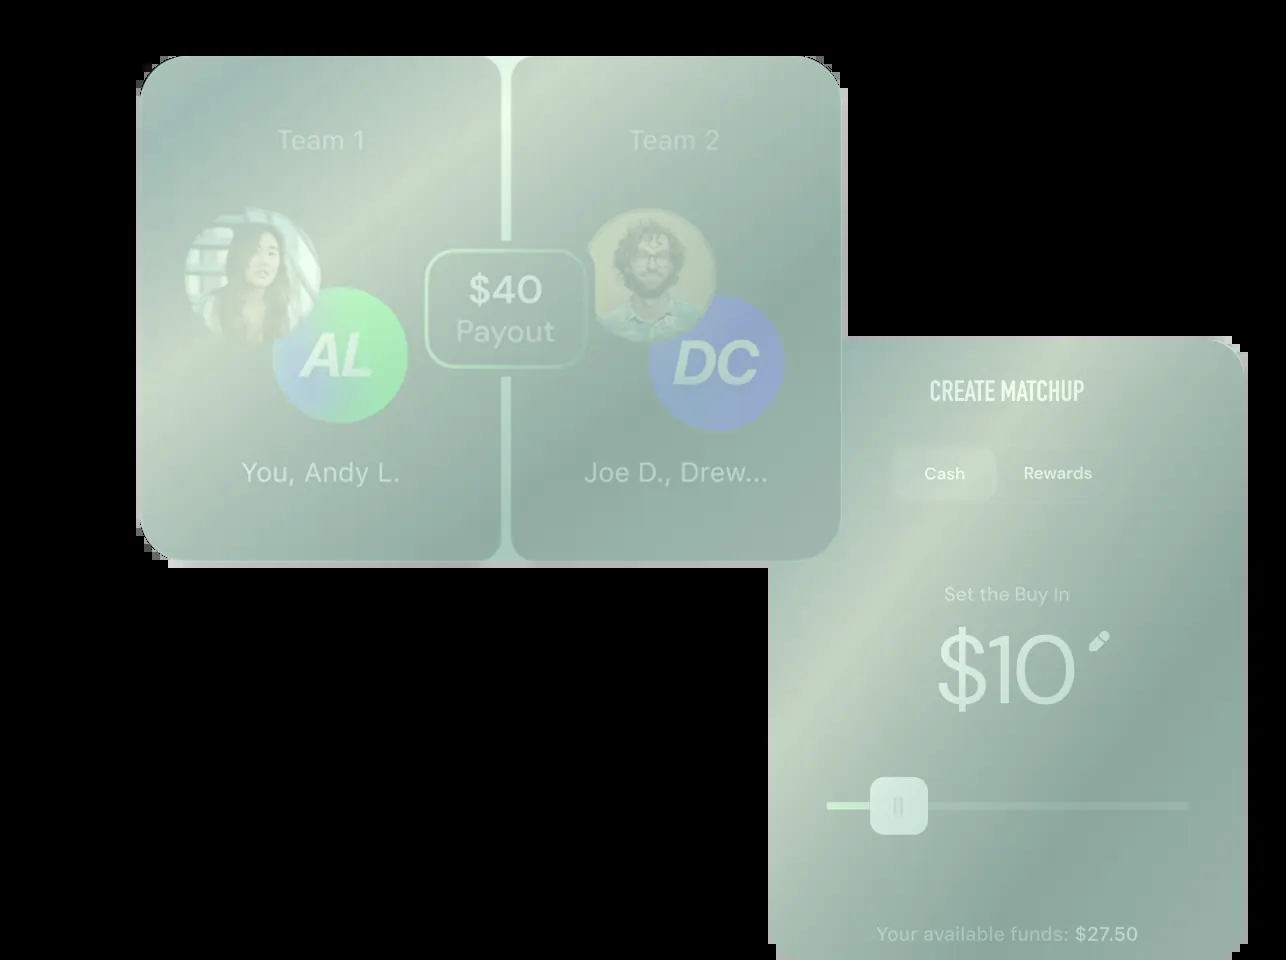 Team 1
Team 2
$40
Payout
AL
DC
You, Andy L.
Joe D., Drew...
CREATE MATCHUP
Cash
Rewards
Set the Buy In
$10
Your available funds: $27.50